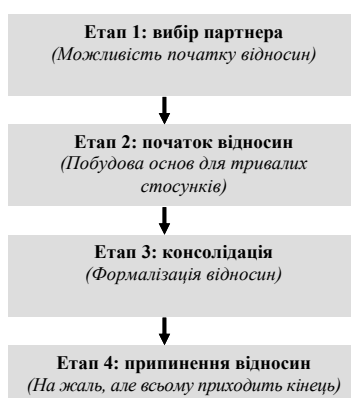 Етап 1: вибір партнера
(Можливість початку відносин)
Етап 2: початок відносин
(Побудова основ для тривалих
стосунків)
Етап 3: консолідація
(Формалізація відносин)
Етап 4: припинення відносин
(На жаль, але всьому приходить кінець)